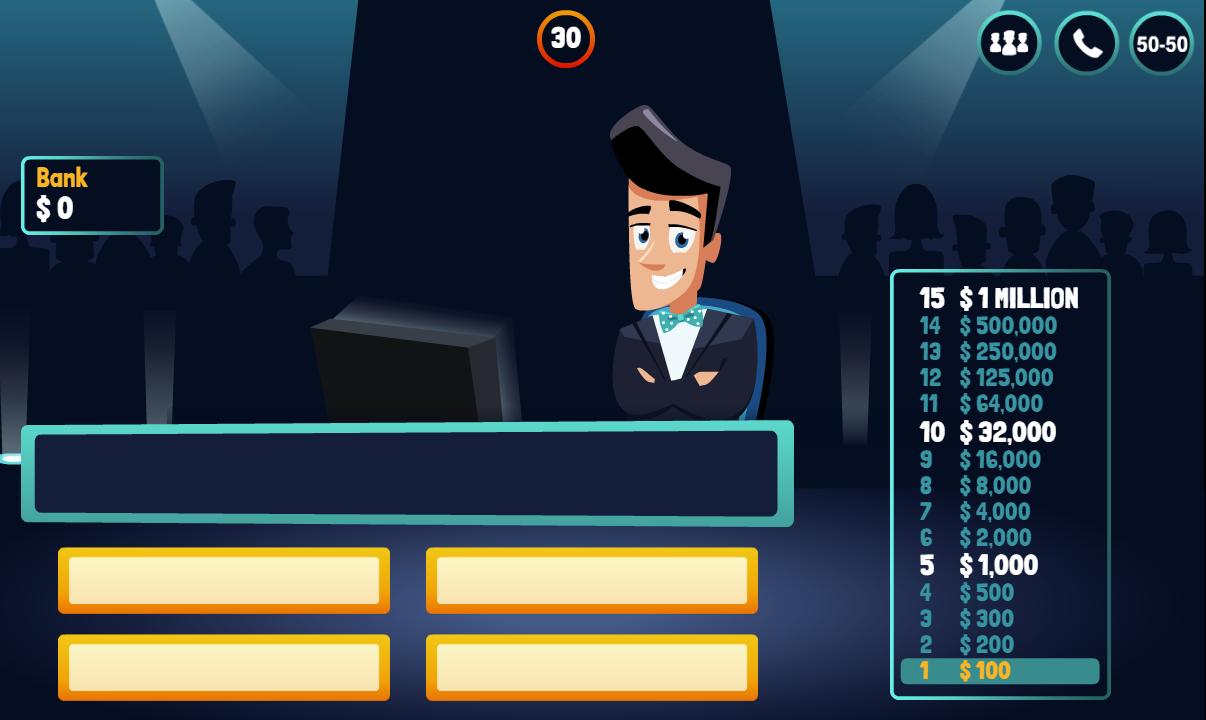 30
50-50
Bank
$ 0
15 $ 1 MILLION
14 $ 500,000
13 $ 250,000
12 $ 125,000
11 $ 64,000
10 $ 32,000
9 $ 16,000
8 $ 8,000
7 $ 4,000
6 $ 2,000
5 $ 1,000
4 $ 500
3 $ 300
2 $ 200
1 $ 100